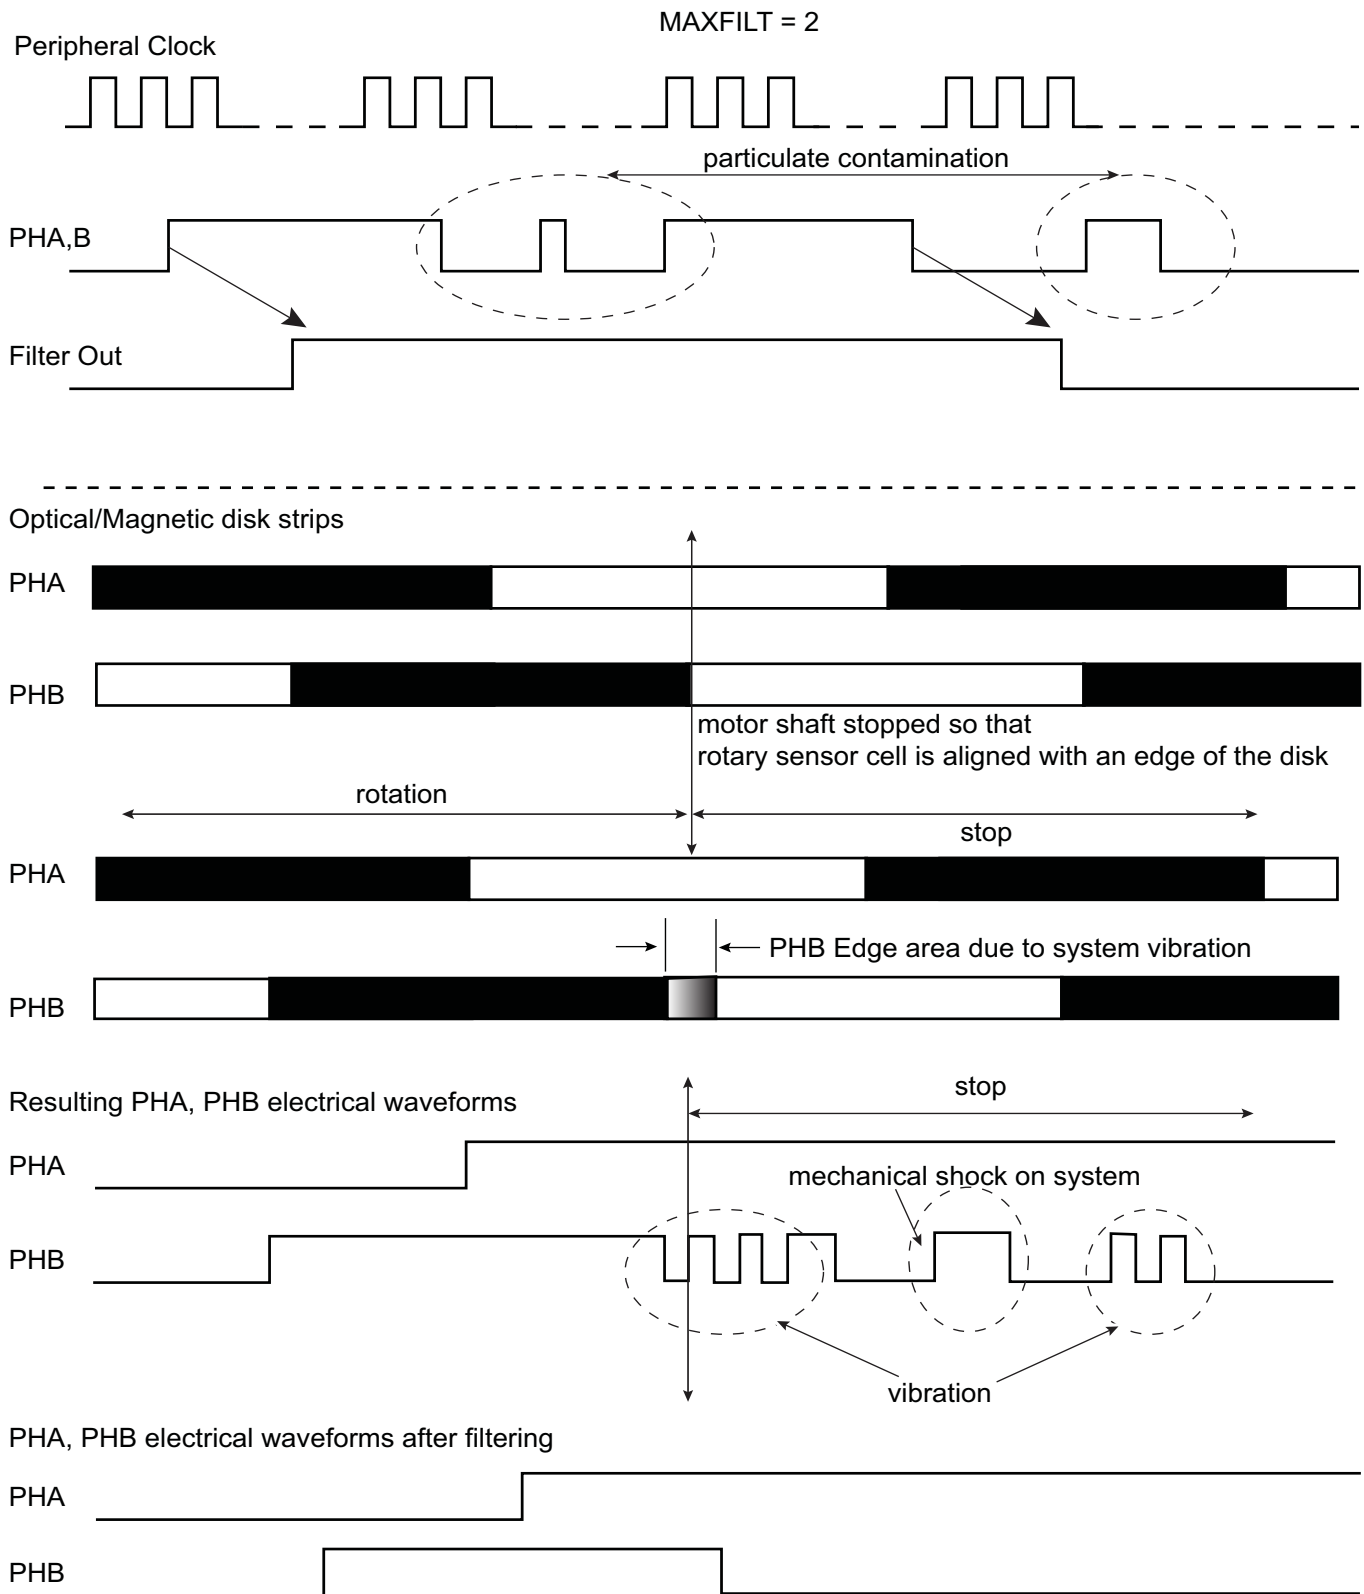 MAXFILT = 2
Peripheral Clock
particulate contamination
PHA,B
Filter Out
Optical/Magnetic disk strips
PHA
PHB
motor shaft stopped so that
rotary sensor cell is aligned with an edge of the disk
rotation
stop
PHA
PHB Edge area due to system vibration
PHB
stop
Resulting PHA, PHB electrical waveforms
PHA
mechanical shock on system
PHB
vibration
PHA, PHB electrical waveforms after filtering
PHA
PHB